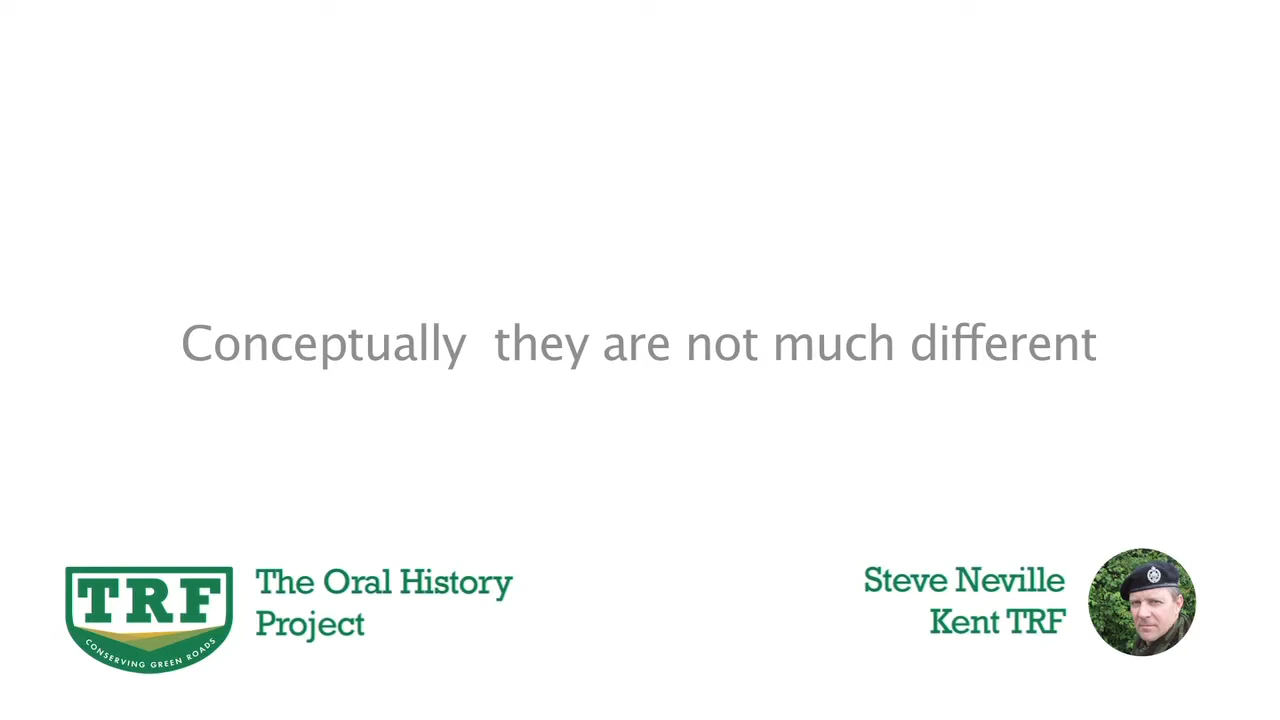 Conceptually  they are not much different
TRF
CONSERVING GREEN ROADS
The Oral History
Project
Steve Neville
Kent TRF